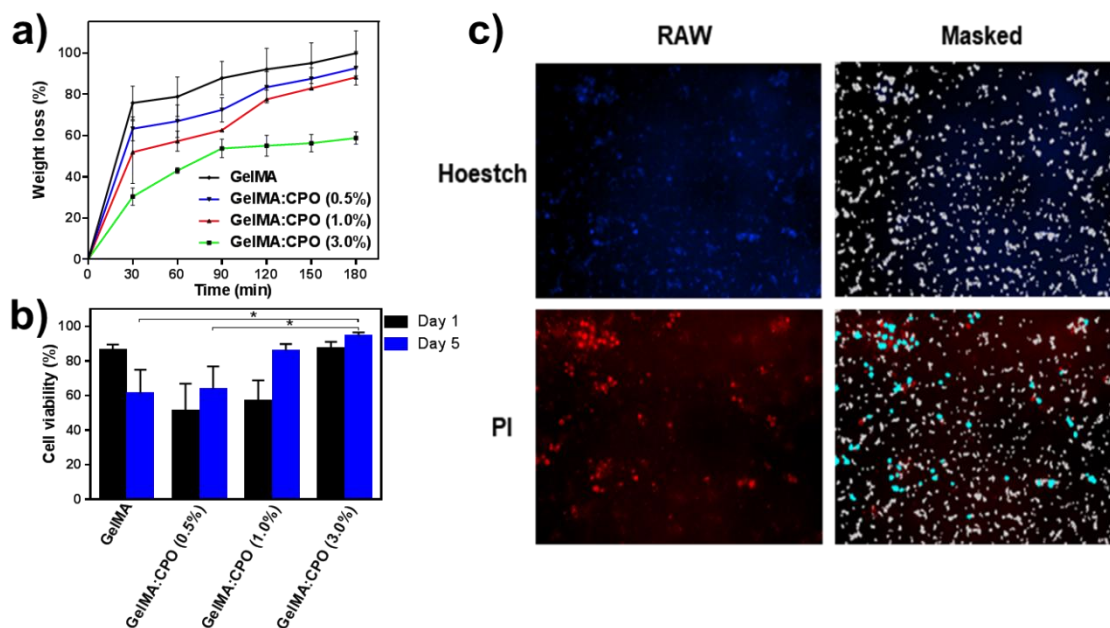 a)
Weight loss (%)
100
80
60
40
20
0
0 30 60 90 120 150 180
Time (min)
GelMA
GelMA:CPO (0.5%)
GelMA:CPO (1.0%)
GelMA:CPO (3.0%)
b)
Cell viability (%)
100
80
60
40
20
0
*
*
Day 1
Day 5
GelMA
GelMA:CPO (0.5%)
GelMA:CPO (1.0%)
GelMA:CPO (3.0%)
c)
RAW Masked
Hoestch
PI